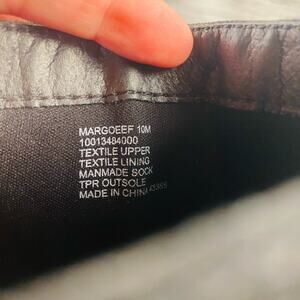 MARGOEEF 10M
10013484000
TEXTILE UPPER
TEXTILE LINING
MANMADE SOCK
TPR OUTSOLE
MADE IN CHINA